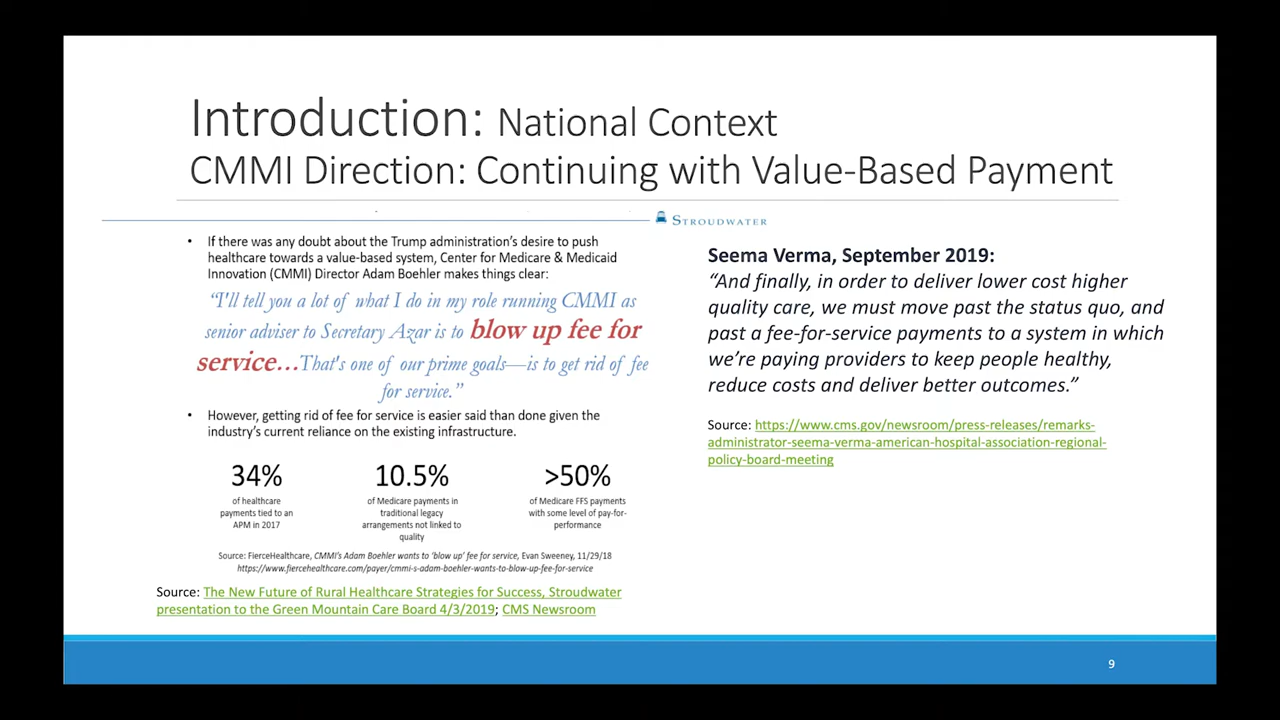 Introduction: National Context
CMMI Direction: Continuing with Value-Based Payment
STROUDWATER
• If there was any doubt about the Trump administration's desire to push
healthcare towards a value-based system, Center for Medicare & Medicaid
Innovation (CMMI) Director Adam Boehler makes things clear:
“I'll tell you a lot of what I do in my role running CMMI as
senior adviser to Secretary Azar is to blow up fee for
service…That's one of our prime goals—is to get rid of fee
for service.”
• However, getting rid of fee for service is easier said than done given the
industry's current reliance on the existing infrastructure.
34%
of healthcare
payments tied to an
APM in 2017
10.5%
of Medicare payments in
traditional legacy
arrangements not linked to
quality
>50%
of Medicare FFS payments
with some level of pay-for-
performance
Source: FierceHealthcare, CMMI's Adam Boehler wants to 'blow up' fee for service, Evan Sweeney, 11/29/18
https://www.fiercehealthcare.com/payer/cmmi-s-adam-boehler-wants-to-blow-up-fee-for-service
Source: The New Future of Rural Healthcare Strategies for Success, Stroudwater
presentation to the Green Mountain Care Board 4/3/2019; CMS Newsroom
Seema Verma, September 2019:
“And finally, in order to deliver lower cost higher
quality care, we must move past the status quo, and
past a fee-for-service payments to a system in which
we're paying providers to keep people healthy,
reduce costs and deliver better outcomes.”
Source: https://www.cms.gov/newsroom/press-releases/remarks-
administrator-seema-verma-american-hospital-association-regional-
policy-board-meeting
9